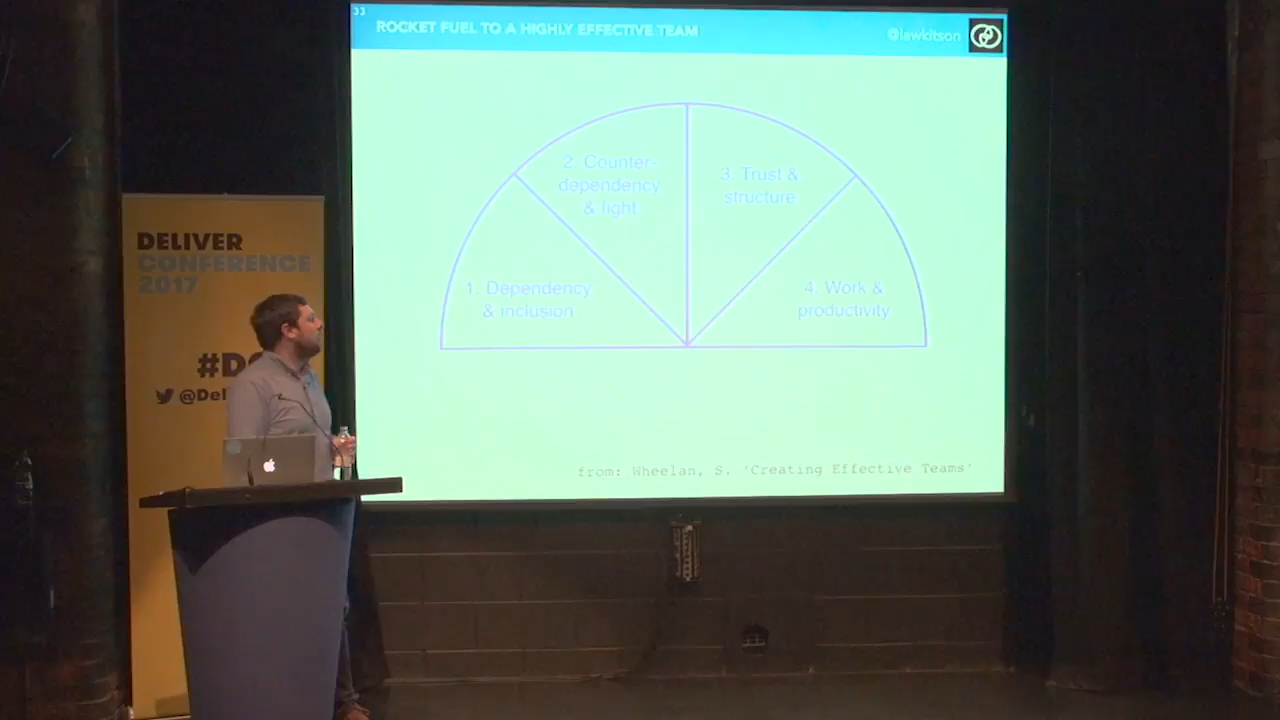 33
ROCKET FUEL TO A HIGHLY EFFECTIVE TEAM
@lawkitson
2. Counter-
dependency
& fight
3. Trust &
structure
1. Dependency
& inclusion
4. Work &
productivity
from: Wheelan, S. 'Creating Effective Teams'
DELIVER
CONFERENCE
2017
#D
@Del